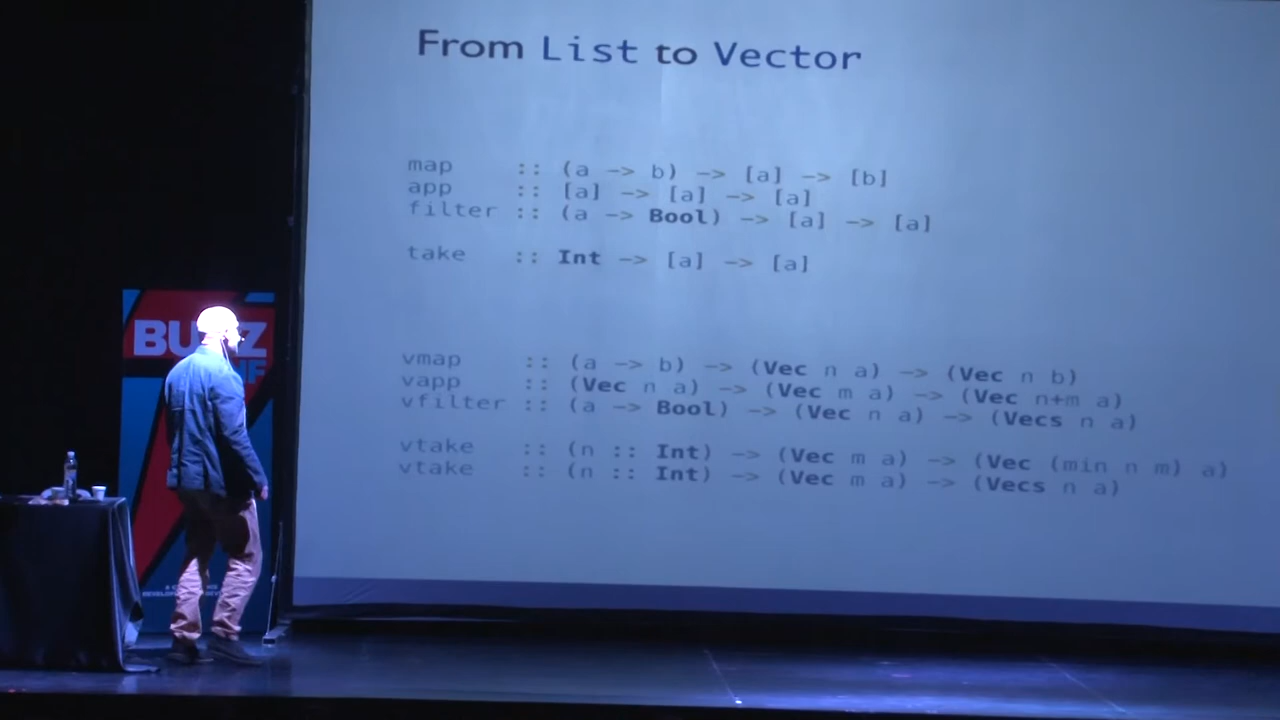 From List to Vector
map :: (a -> b) -> [a] -> [b]
app :: [a] -> [a] -> [a]
filter :: (a -> Bool) -> [a] -> [a]
take :: Int -> [a] -> [a]
vmap :: (a -> b) -> (Vec n a) -> (Vec n b)
vapp :: (Vec n a) -> (Vec m a) -> (Vec n+m a)
vfilter :: (a -> Bool) -> (Vec n a) -> (Vecs n a)
vtake :: (n :: Int) -> (Vec m a) -> (Vec (min n m) a)
vtake :: (n :: Int) -> (Vec m a) -> (Vecs n a)